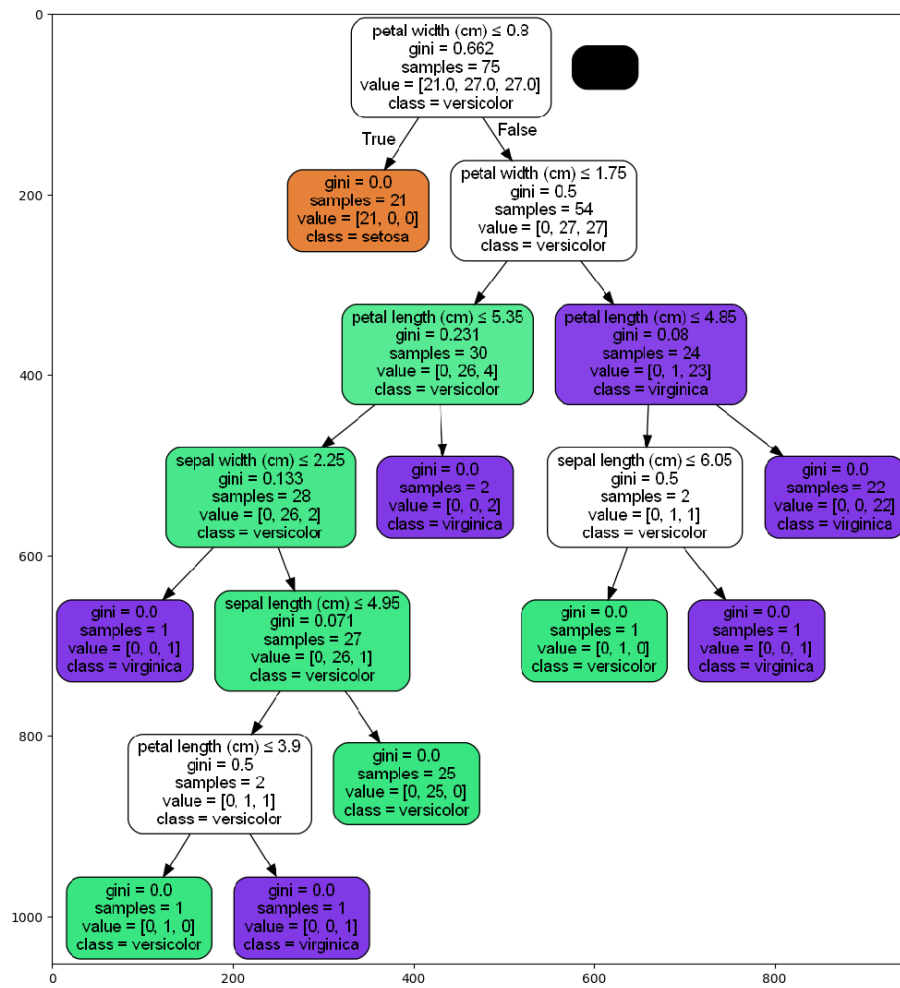 0
petal width (cm) ≤ 0.8
gini = 0.662
samples = 75
value = [21.0, 27.0, 27.0]
class = versicolor
True
False
200
gini = 0.0
samples = 21
value = [21, 0, 0]
class = setosa
petal width (cm) ≤ 1.75
gini = 0.5
samples = 54
value = [0, 27, 27]
class = versicolor
400
petal length (cm) ≤ 5.35
gini = 0.231
samples = 30
value = [0, 26, 4]
class = versicolor
petal length (cm) ≤ 4.85
gini = 0.08
samples = 24
value = [0, 1, 23]
class = virginica
sepal width (cm) ≤ 2.25
gini = 0.133
samples = 28
value = [0, 26, 2]
class = versicolor
gini = 0.0
samples = 2
value = [0, 0, 2]
class = virginica
sepal length (cm) ≤ 6.05
gini = 0.5
samples = 2
value = [0, 1, 1]
class = versicolor
gini = 0.0
samples = 22
value = [0, 0, 22]
class = virginica
600
gini = 0.0
samples = 1
value = [0, 0, 1]
class = virginica
sepal length (cm) ≤ 4.95
gini = 0.071
samples = 27
value = [0, 26, 1]
class = versicolor
gini = 0.0
samples = 1
value = [0, 1, 0]
class = versicolor
gini = 0.0
samples = 1
value = [0, 0, 1]
class = virginica
800
petal length (cm) ≤ 3.9
gini = 0.5
samples = 2
value = [0, 1, 1]
class = versicolor
gini = 0.0
samples = 25
value = [0, 25, 0]
class = versicolor
1000
gini = 0.0
samples = 1
value = [0, 1, 0]
class = versicolor
gini = 0.0
samples = 1
value = [0, 0, 1]
class = virginica
0
200
400
600
800